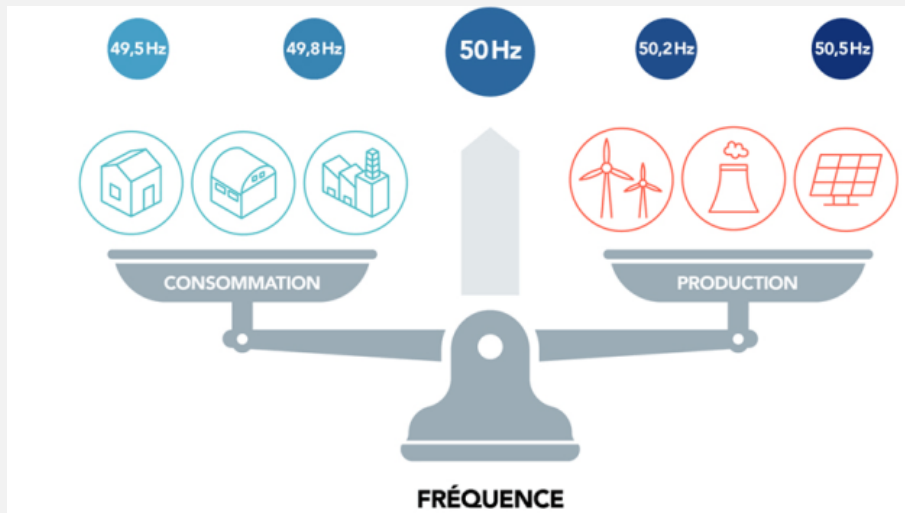 49,5 Hz
49,8 Hz
50 Hz
50,2 Hz
50,5 Hz
CONSOMMATION
PRODUCTION
FRÉQUENCE